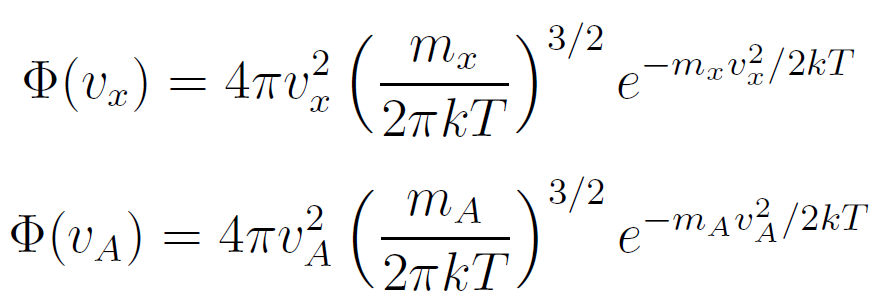 Φ(v_x) = 4πv_x^2 (m_x / 2πkT)^{3/2} e^{-m_x v_x^2/2kT}
Φ(v_A) = 4πv_A^2 (m_A / 2πkT)^{3/2} e^{-m_A v_A^2/2kT}